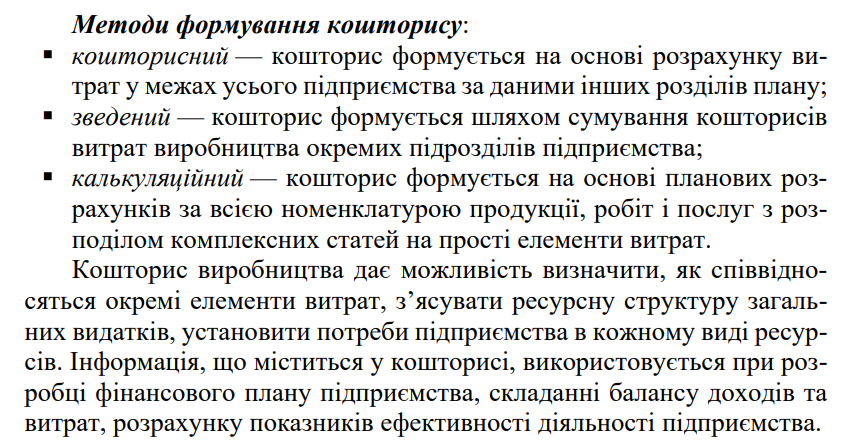 Методи формування кошторису:
▪ кошторисний — кошторис формується на основі розрахунку ви-
трат у межах усього підприємства за даними інших розділів плану;
▪ зведений — кошторис формується шляхом сумування кошторисів
витрат виробництва окремих підрозділів підприємства;
▪ калькуляційний — кошторис формується на основі планових роз-
рахунків за всією номенклатурою продукції, робіт і послуг з роз-
поділом комплексних статей на прості елементи витрат.
Кошторис виробництва дає можливість визначити, як співвідно-
сяться окремі елементи витрат, з’ясувати ресурсну структуру загаль-
них видатків, установити потреби підприємства в кожному виді ресур-
сів. Інформація, що міститься у кошторисі, використовується при роз-
робці фінансового плану підприємства, складанні балансу доходів та
витрат, розрахунку показників ефективності діяльності підприємства.